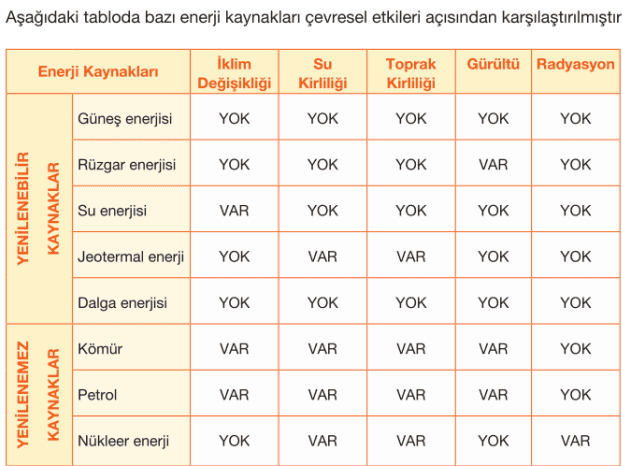 Aşağıdaki tabloda bazı enerji kaynakları çevresel etkileri açısından karşılaştırılmıştır
Enerji Kaynakları İklim Değişikliği Su Kirliliği Toprak Kirliliği Gürültü Radyasyon
YENİLENEBİLİR KAYNAKLAR
Güneş enerjisi YOK YOK YOK YOK YOK
Rüzgar enerjisi YOK YOK YOK VAR YOK
Su enerjisi VAR YOK YOK YOK YOK
Jeotermal enerji YOK VAR VAR YOK YOK
Dalga enerjisi YOK YOK YOK YOK YOK
YENİLENEMEZ KAYNAKLAR
Kömür VAR VAR VAR VAR YOK
Petrol VAR VAR VAR VAR YOK
Nükleer enerji YOK VAR VAR YOK VAR